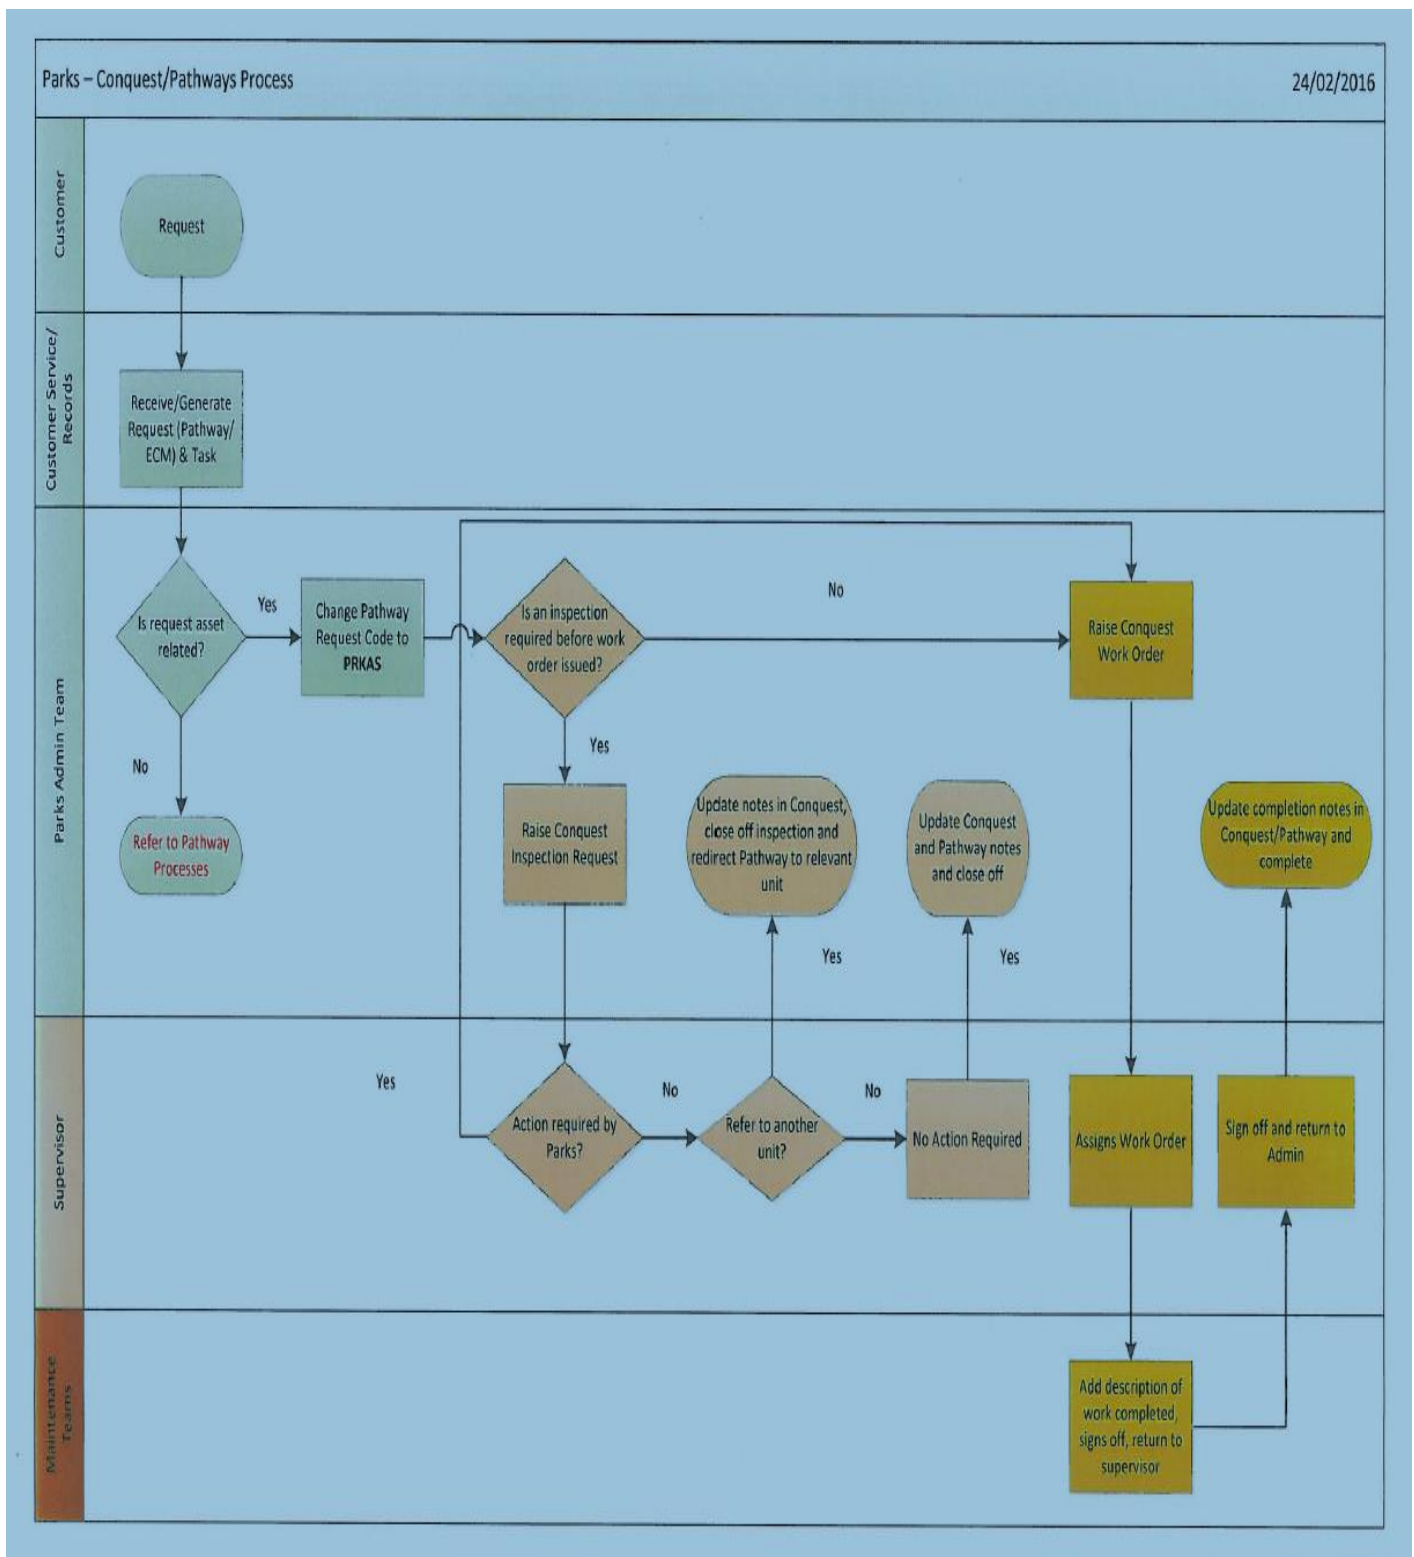 Parks – Conquest/Pathways Process
24/02/2016
Customer
Request
Customer Service/
Records
Receive/Generate
Request (Pathway/
ECM) & Task
Parks Admin Team
Is request asset
related?
Yes
No
Refer to Pathway
Processes
Change Pathway
Request Code to
PRKAS
Is an inspection
required before work
order issued?
No
Yes
Raise Conquest
Work Order
Raise Conquest
Inspection Request
Update notes in Conquest,
close off inspection and
redirect Pathway to relevant
unit
Yes
Update Conquest
and Pathway notes
and close off
Yes
Update completion notes in
Conquest/Pathway and
complete
Supervisor
Yes
Action required by
Parks?
No
Refer to another
unit?
No
No Action Required
Assigns Work Order
Sign off and return to
Admin
Maintenance
Teams
Add description of
work completed,
signs off, return to
supervisor